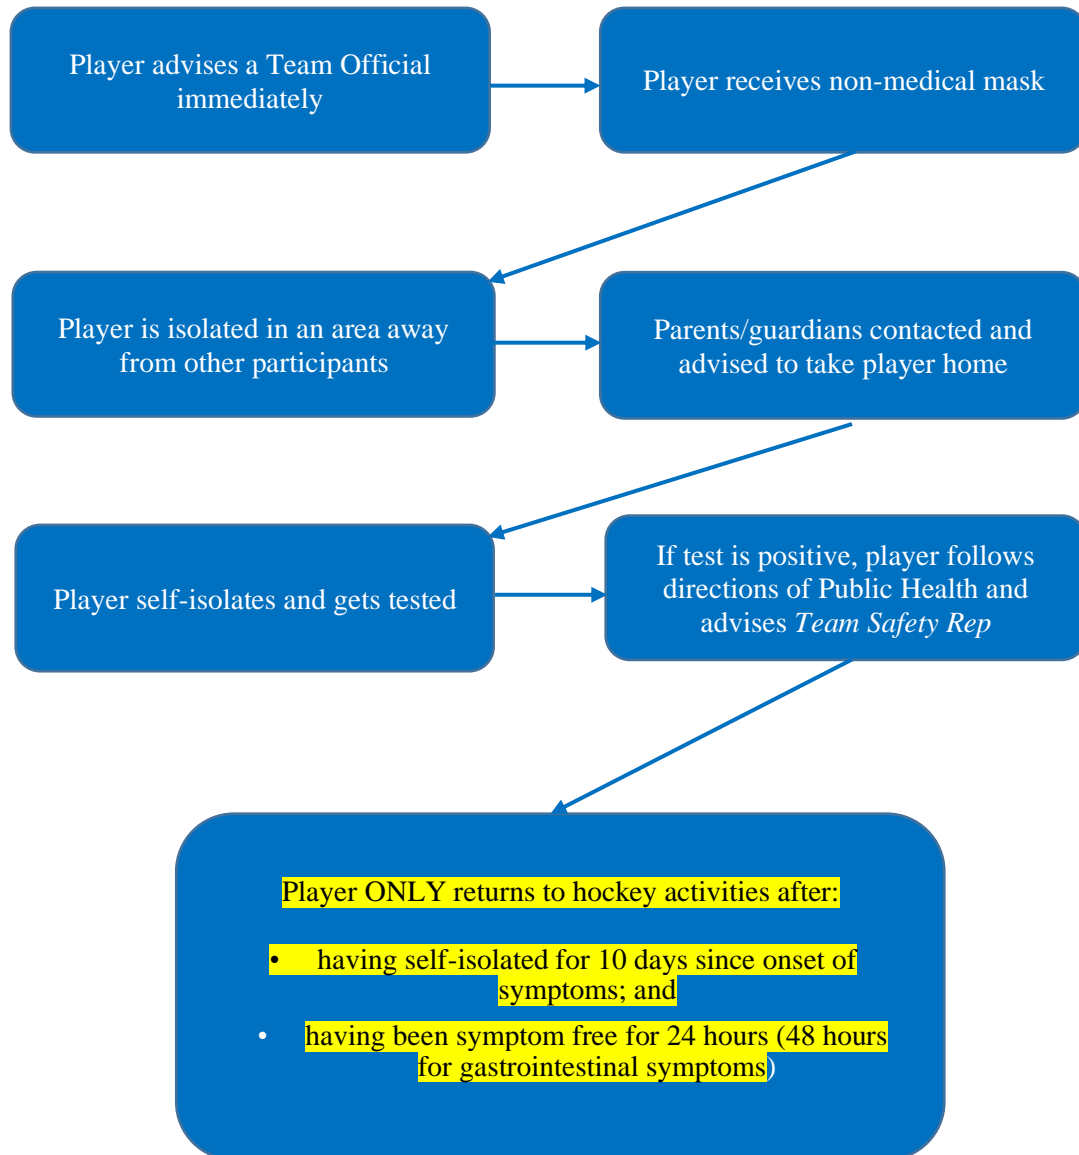 Player advises a Team Official
immediately
Player receives non-medical mask
Player is isolated in an area away
from other participants
Parents/guardians contacted and
advised to take player home
Player self-isolates and gets tested
If test is positive, player follows
directions of Public Health and
advises Team Safety Rep
Player ONLY returns to hockey activities after:
• having self-isolated for 10 days since onset of
symptoms; and
• having been symptom free for 24 hours (48 hours
for gastrointestinal symptoms)